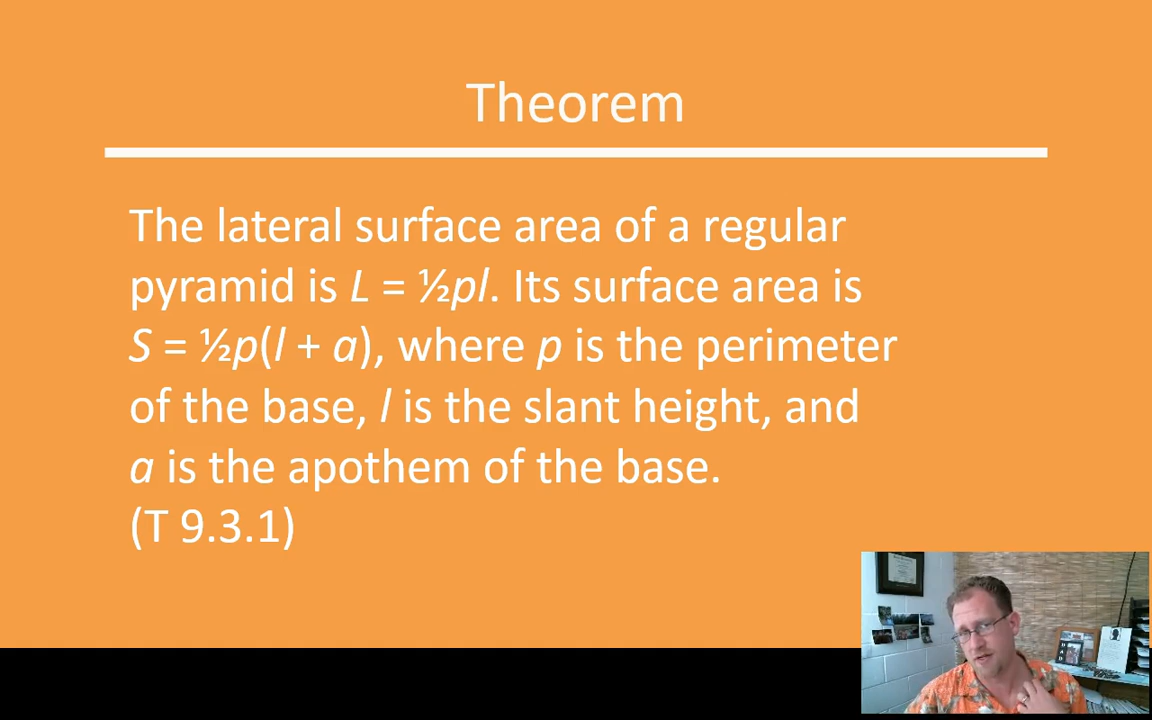 Theorem
The lateral surface area of a regular
pyramid is L = ½pl. Its surface area is
S = ½p(l + a), where p is the perimeter
of the base, l is the slant height, and
a is the apothem of the base.
(T 9.3.1)